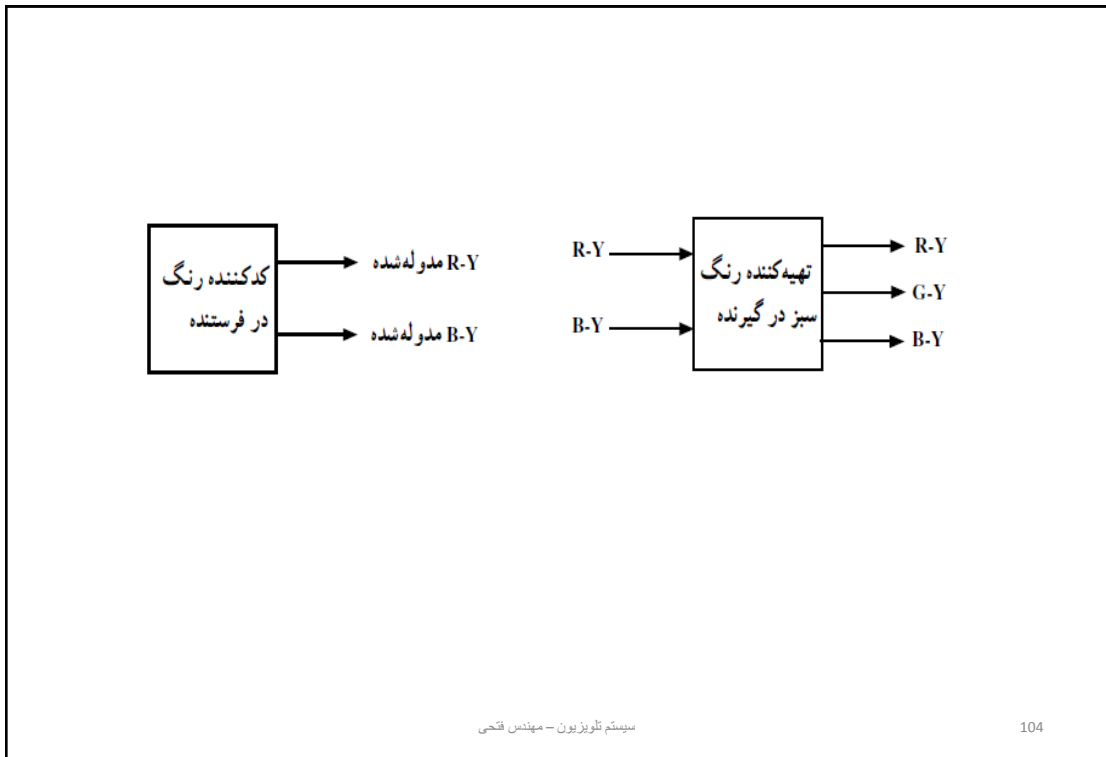 کدکننده رنگ
در فرستنده
R-Y مدوله‌شده
B-Y مدوله‌شده
R-Y
B-Y
تهیه‌کننده رنگ
سبز در گیرنده
R-Y
G-Y
B-Y
سیستم تلویزیون – مهندس فتحی
104